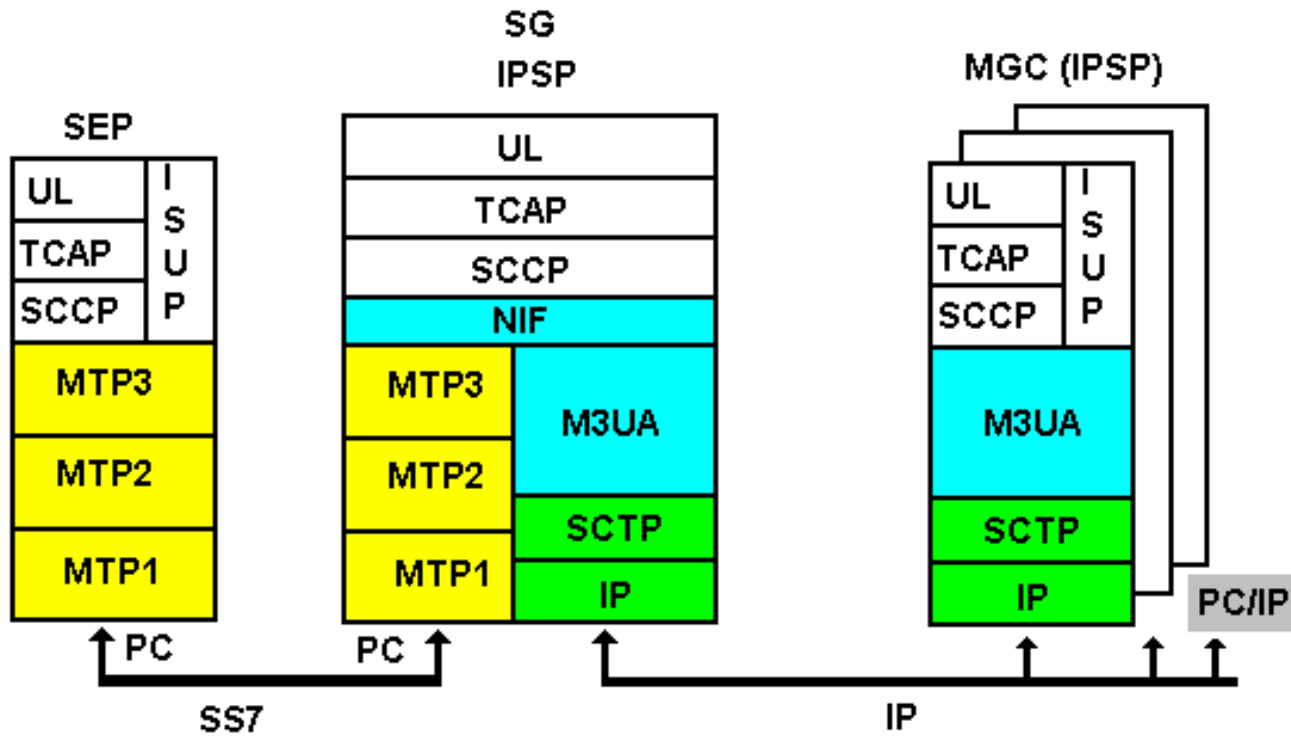 SG
IPSP
MGC (IPSP)
SEP
UL
TCAP
SCCP
I
S
U
P
MTP3
MTP2
MTP1
UL
TCAP
SCCP
NIF
MTP3
MTP2
MTP1
M3UA
SCTP
IP
UL
TCAP
SCCP
I
S
U
P
M3UA
SCTP
IP
PC/IP
PC
PC
SS7
IP